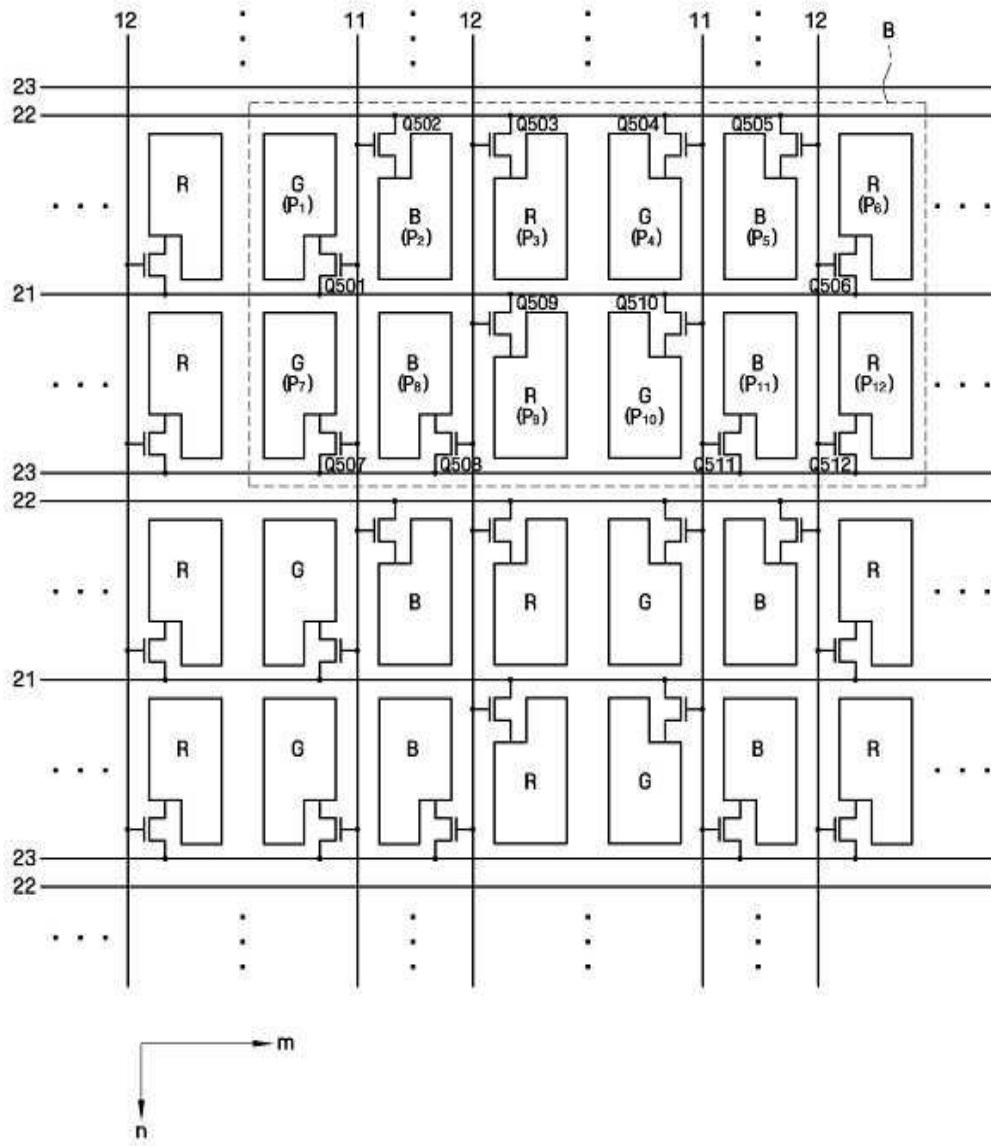 12 11 12 11 12
B
23
22
Q502 Q503 Q504 Q505
R G (P1) B (P2) R (P3) G (P4) B (P5) R (P6)
Q501 Q506
21
Q509 Q510
R G (P7) B (P8) R (P9) G (P10) B (P11) R (P12)
Q507 Q508 Q511 Q512
23
22
R G B R G B R
21
R G B R G B R
23
22
m
n